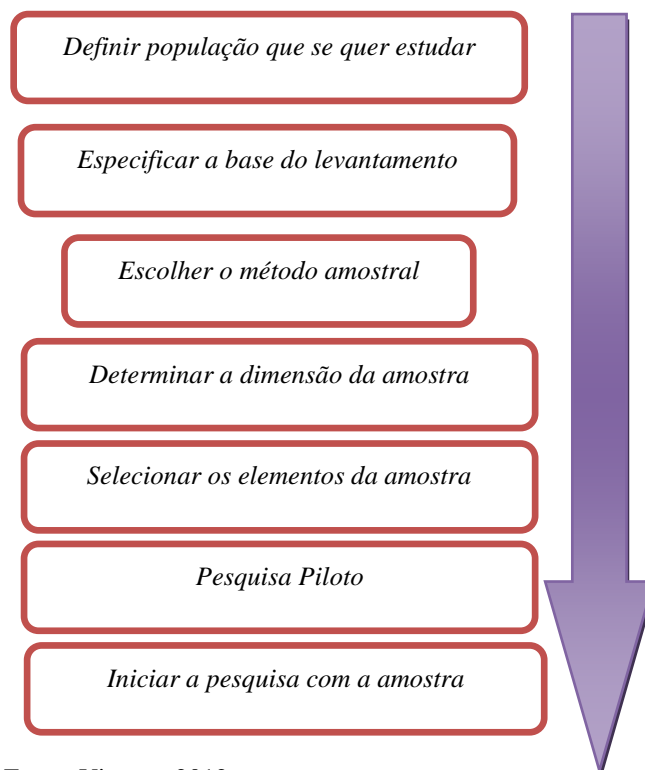 Definir população que se quer estudar
Especificar a base do levantamento
Escolher o método amostral
Determinar a dimensão da amostra
Selecionar os elementos da amostra
Pesquisa Piloto
Iniciar a pesquisa com a amostra